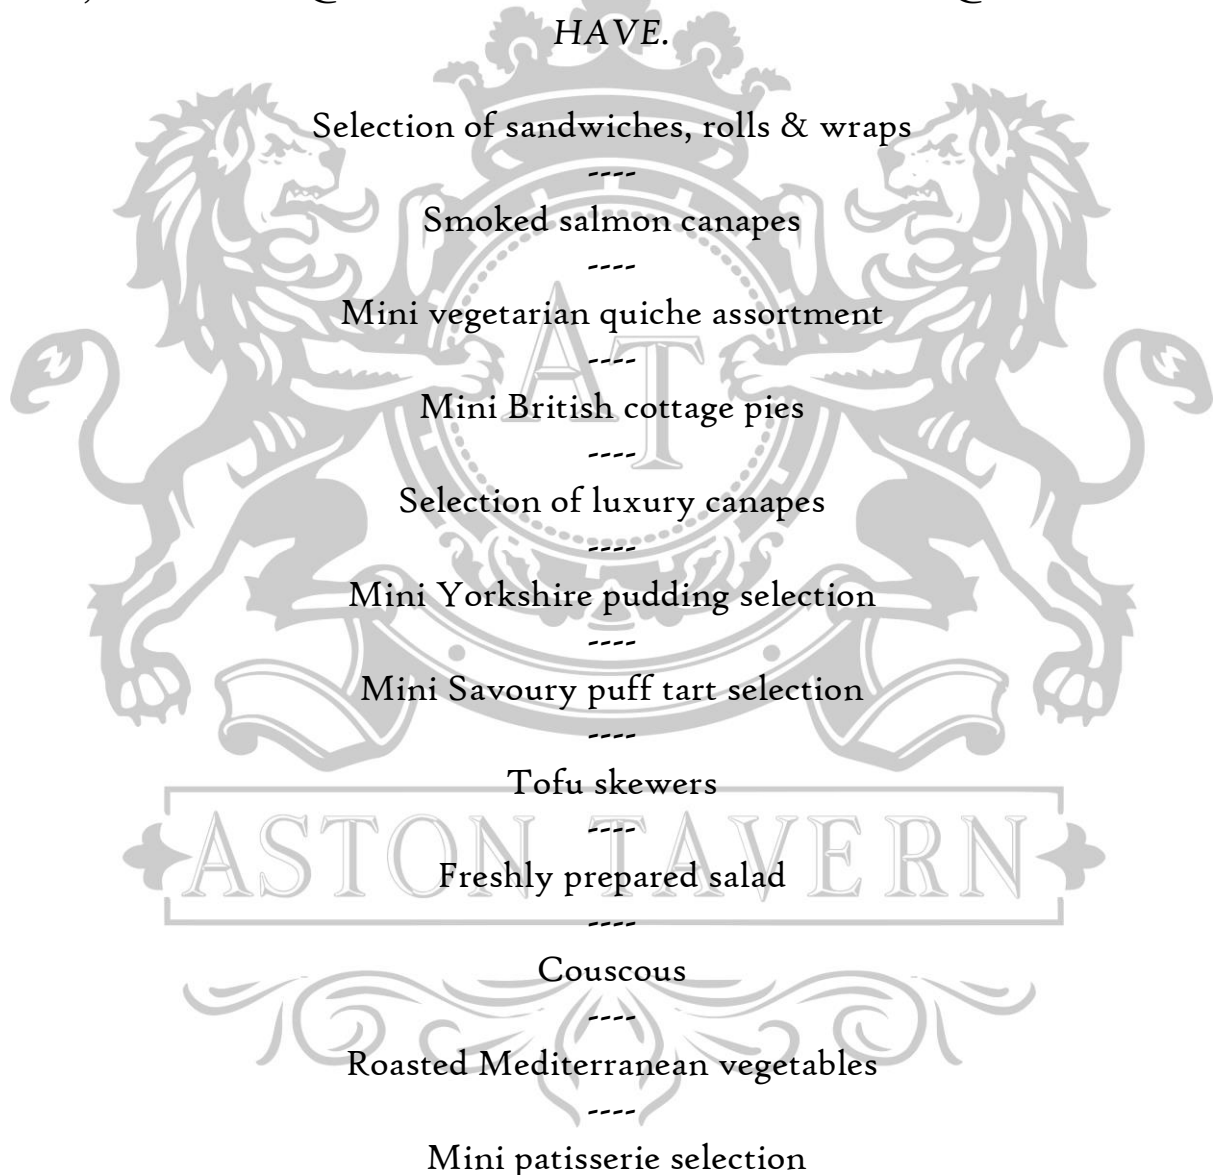 HAVE.
Selection of sandwiches, rolls & wraps
----
Smoked salmon canapes
----
Mini vegetarian quiche assortment
----
Mini British cottage pies
----
Selection of luxury canapes
----
Mini Yorkshire pudding selection
----
Mini Savoury puff tart selection
----
Tofu skewers
----
Freshly prepared salad
----
Couscous
----
Roasted Mediterranean vegetables
----
Mini patisserie selection
AT
ASTON TAVERN